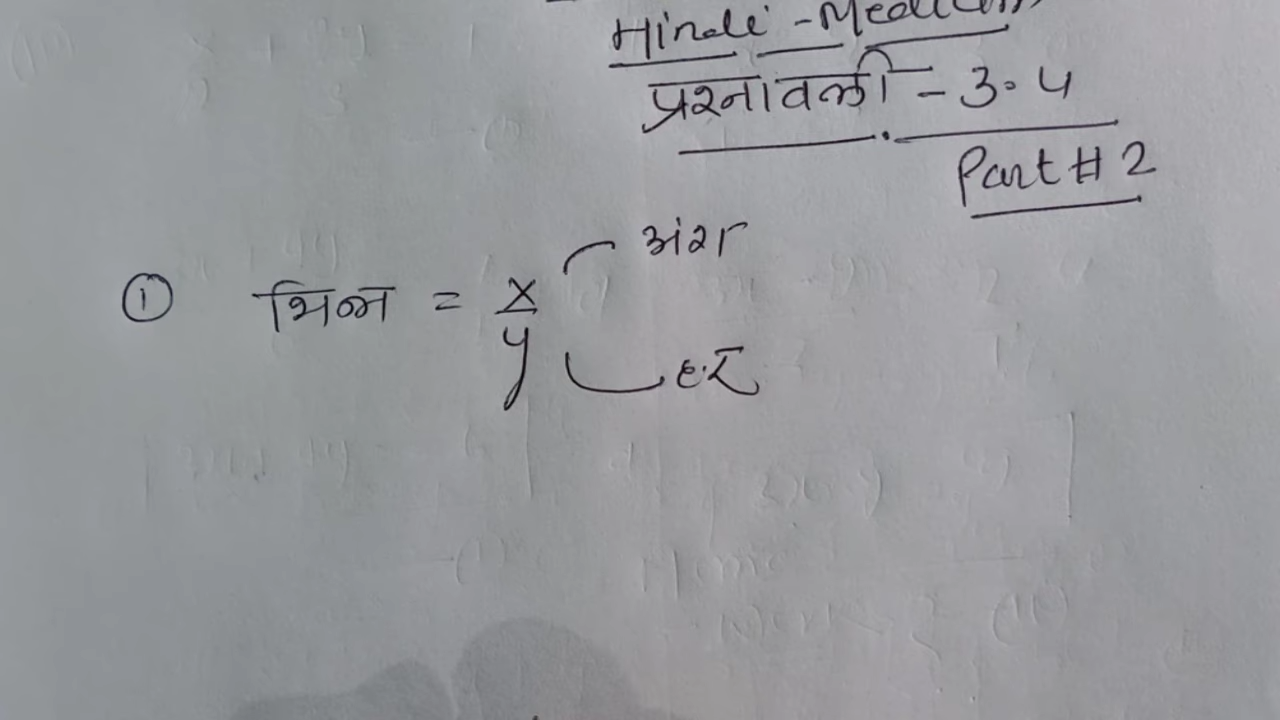 Hindi - Medium
प्रश्नावली - 3.4
Part # 2
① भिन्न = x/y
अंश
हर